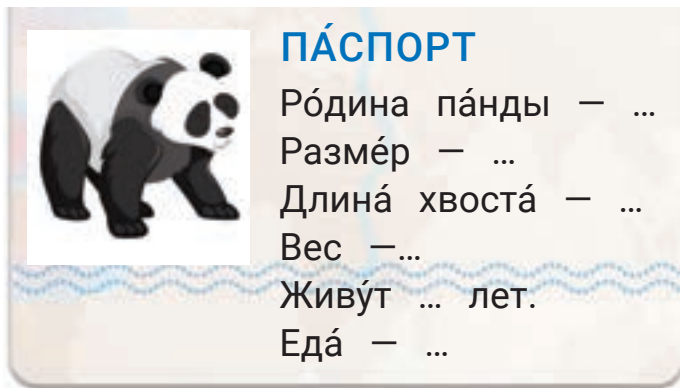 ПА́СПОРТ
Ро́дина па́нды — …
Разме́р — …
Длина́ хвоста́ — …
Вес —…
Живу́т … лет.
Еда́ — …